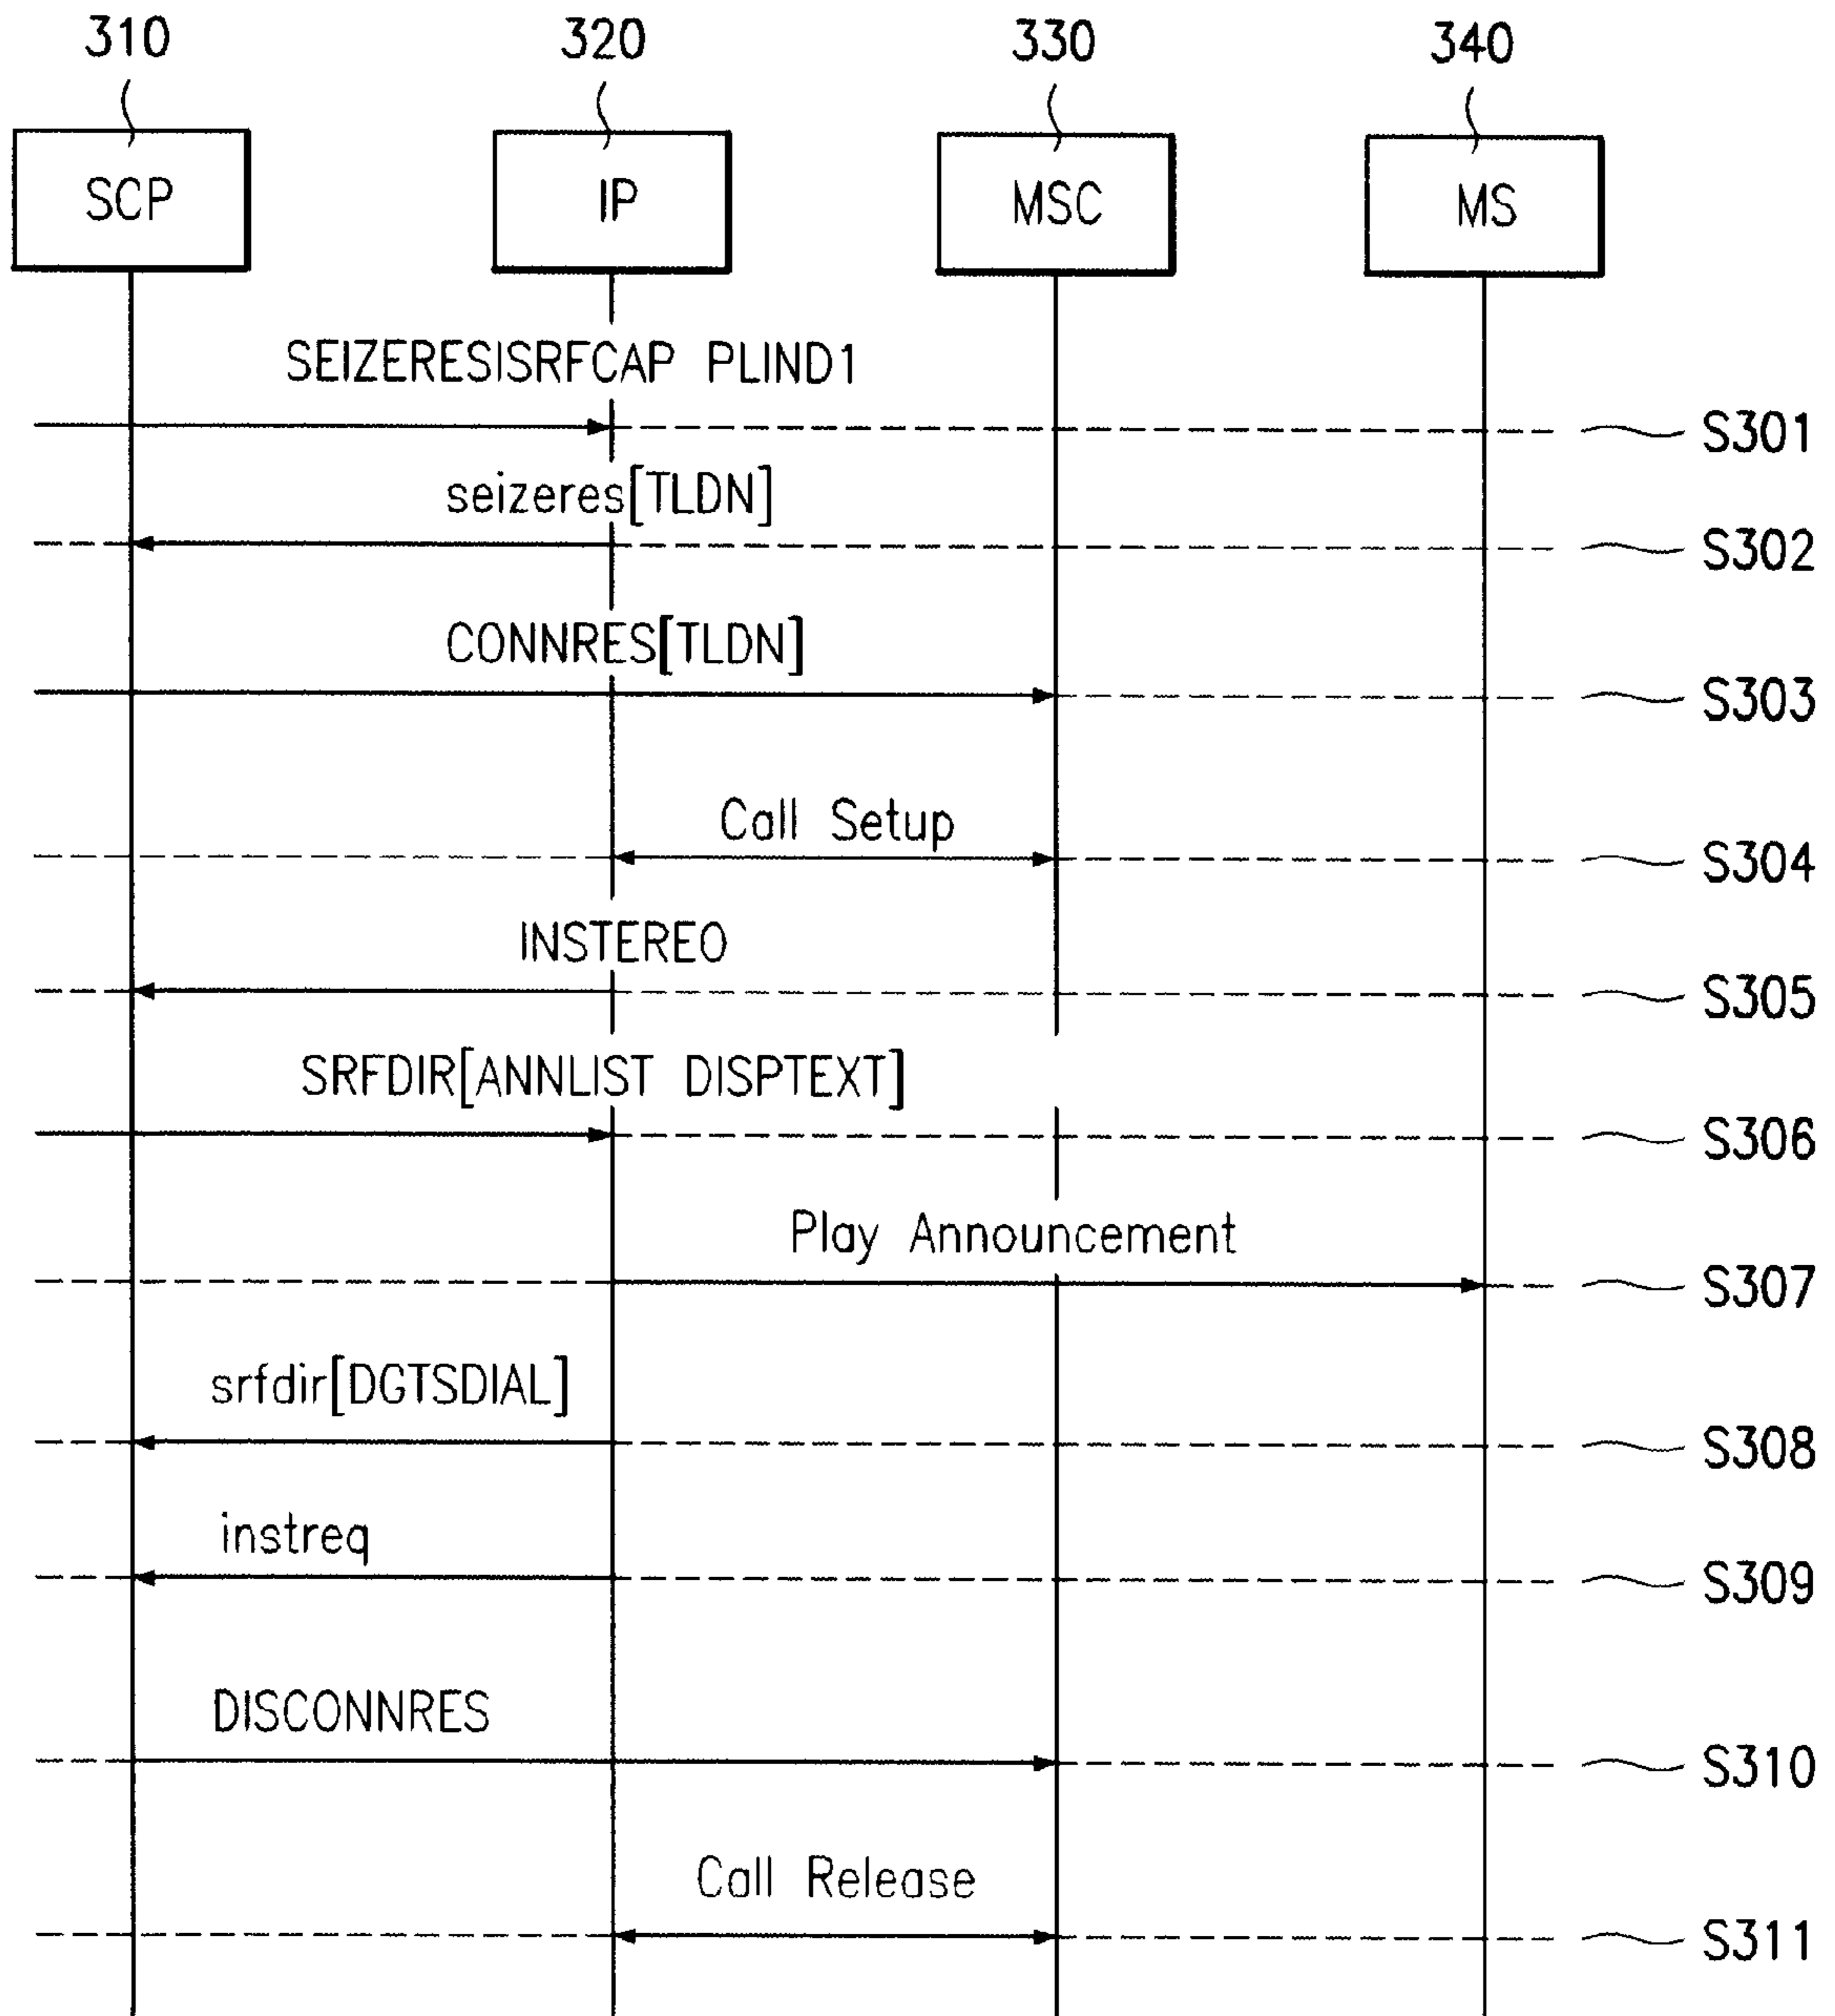 310 320 330 340
SCP IP MSC MS
SEIZERESISRFCAP PLIND1
S301
seizeres[TLDN]
S302
CONNRES[TLDN]
S303
Call Setup
S304
INSTEREO
S305
SRFDIR[ANNLIST DISPTEXT]
S306
Play Announcement
S307
srfdir[DGTSDIAL]
S308
instreq
S309
DISCONNRES
S310
Call Release
S311